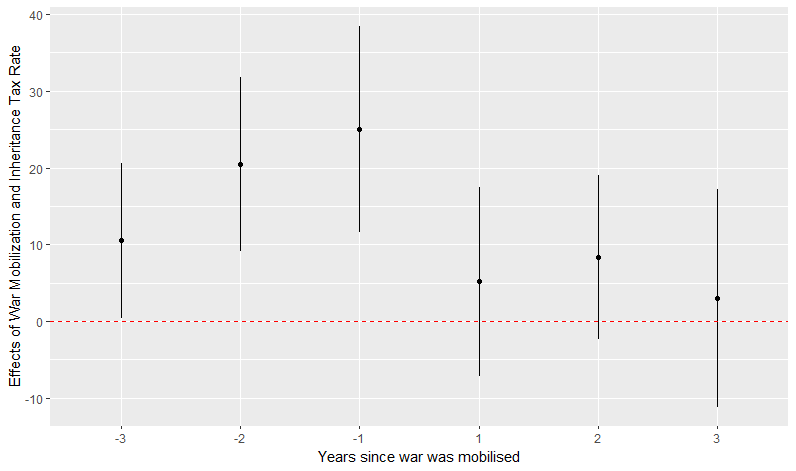 Effects of War Mobilization and Inheritance Tax Rate
40
30
20
10
0
-10
-3 -2 -1 1 2 3
Years since war was mobilised